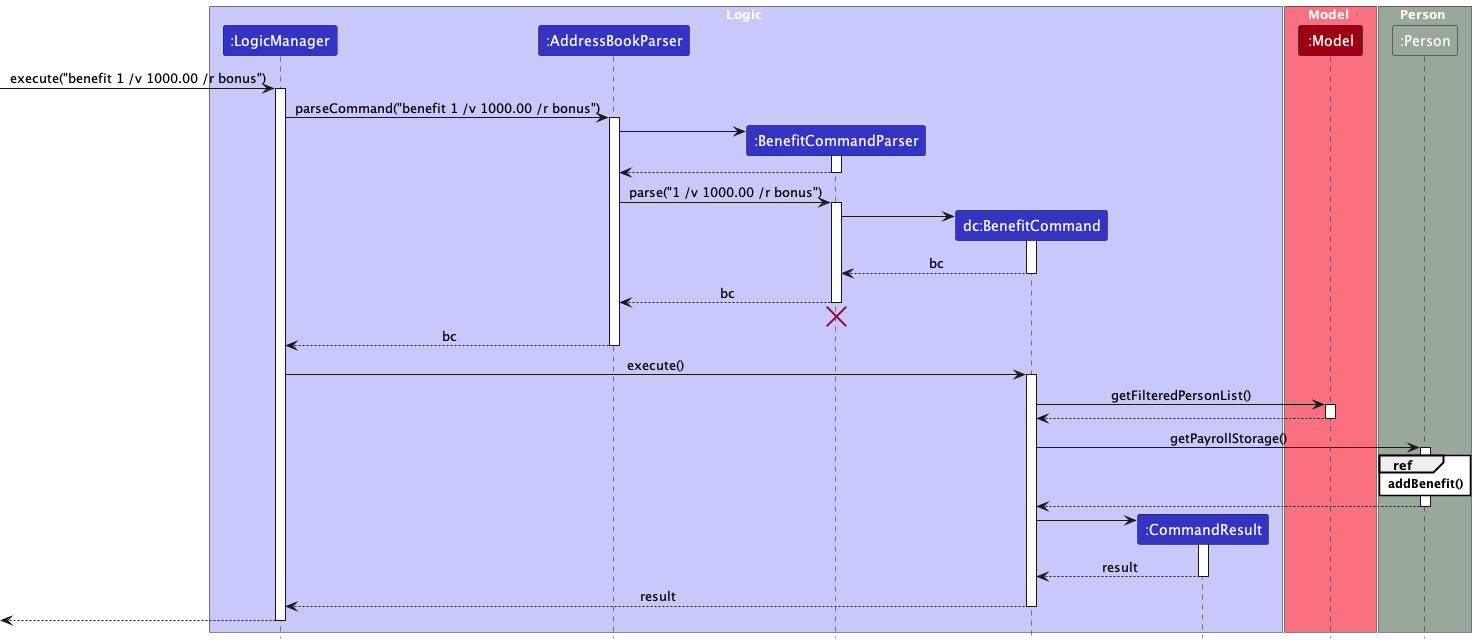 Logic
Model
Person
:LogicManager
:AddressBookParser
:Model
:Person
execute("benefit 1 /v 1000.00 /r bonus")
parseCommand("benefit 1 /v 1000.00 /r bonus")
:BenefitCommandParser
parse("1 /v 1000.00 /r bonus")
dc:BenefitCommand
bc
bc
bc
execute()
getFilteredPersonList()
getPayrollStorage()
ref
addBenefit()
:CommandResult
result
result